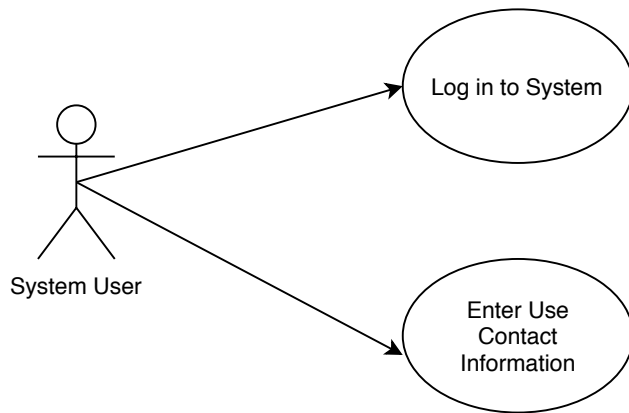 Log in to System
System User
Enter Use
Contact
Information